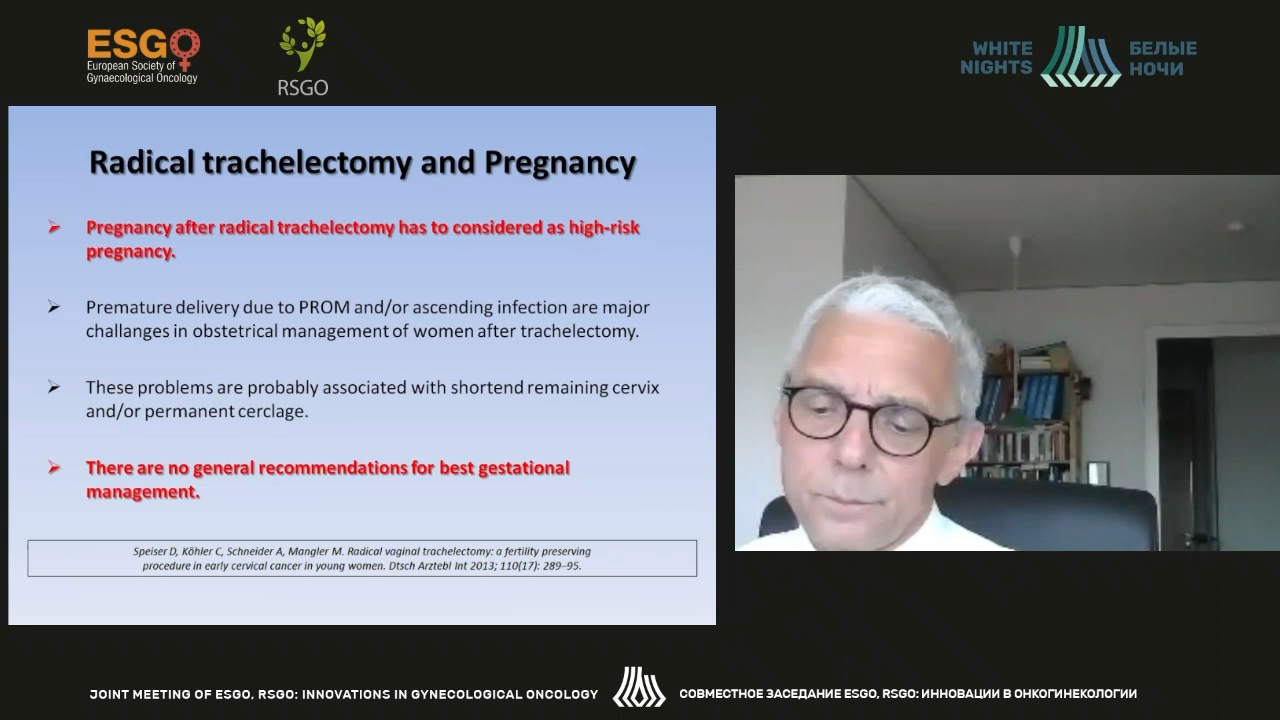 ESGO
European Society of
Gynaecological Oncology
RSGO
WHITE
NIGHTS
БЕЛЫЕ
НОЧИ
Radical trachelectomy and Pregnancy
Pregnancy after radical trachelectomy has to considered as high-risk
pregnancy.
Premature delivery due to PROM and/or ascending infection are major
challanges in obstetrical management of women after trachelectomy.
These problems are probably associated with shortend remaining cervix
and/or permanent cerclage.
There are no general recommendations for best gestational
management.
Speiser D, Köhler C, Schneider A, Mangler M. Radical vaginal trachelectomy: a fertility preserving
procedure in early cervical cancer in young women. Dtsch Arztebl Int 2013; 110(17): 289–95.
JOINT MEETING OF ESGO, RSGO: INNOVATIONS IN GYNECOLOGICAL ONCOLOGY
СОВМЕСТНОЕ ЗАСЕДАНИЕ ESGO, RSGO: ИННОВАЦИИ В ОНКОГИНЕКОЛОГИИ